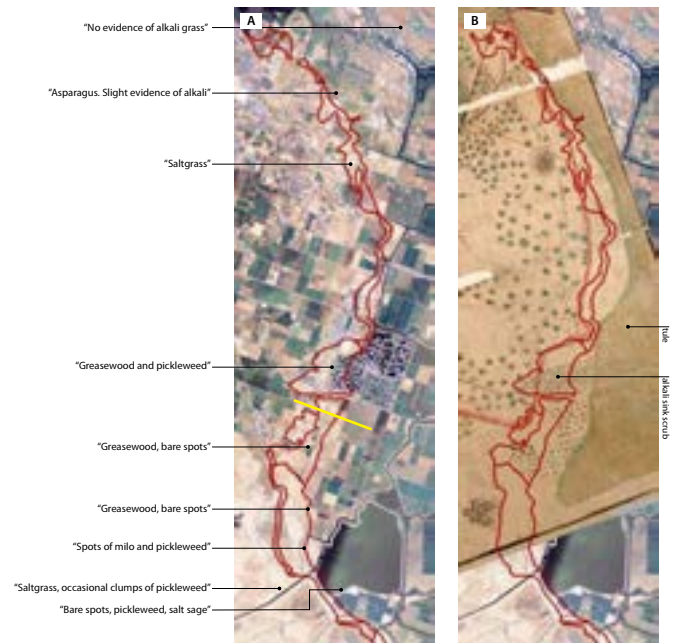 A
B
"No evidence of alkali grass"
"Asparagus. Slight evidence of alkali"
"Saltgrass"
tule
"Greasewood and pickleweed"
alkali sink scrub
"Greasewood, bare spots"
"Greasewood, bare spots"
"Spots of milo and pickleweed"
"Saltgrass, occasional clumps of pickleweed"
"Bare spots, pickleweed, salt sage"